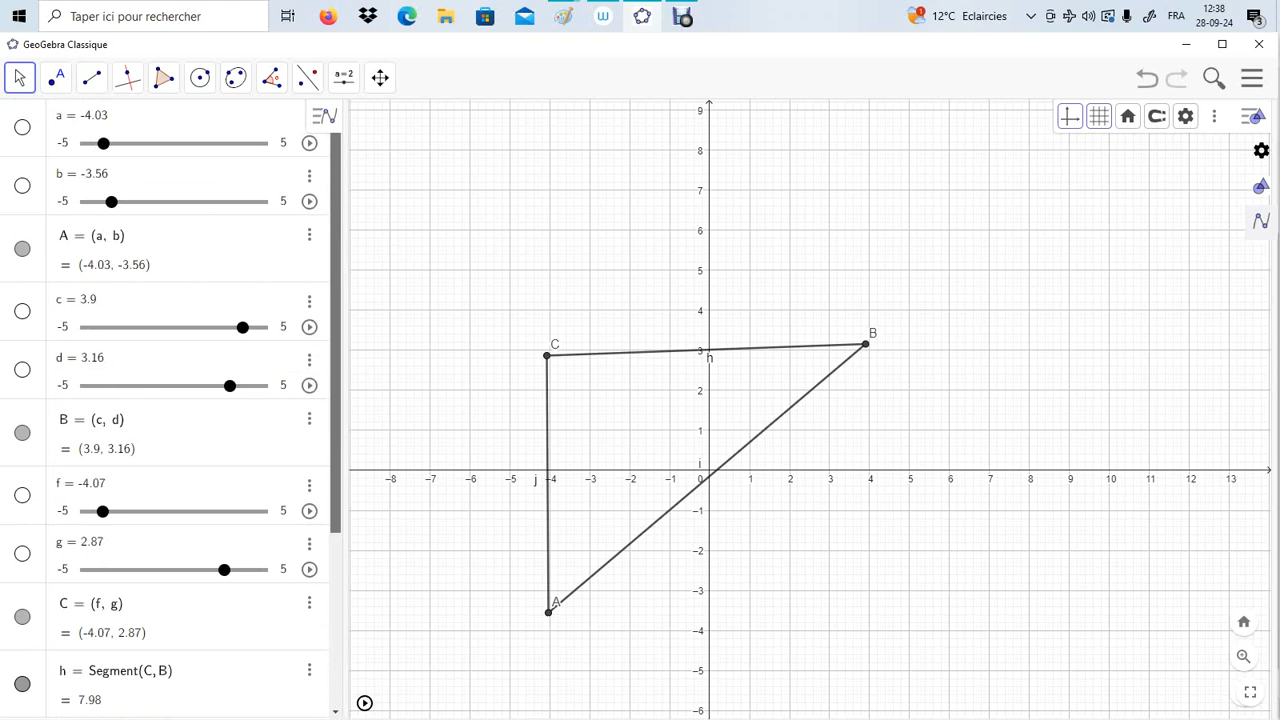 Taper ici pour rechercher
12°C Eclaircies
FRA
12:38
28-09-24
3
GeoGebra Classique
A
a=2
a = -4.03
-5
5
b = -3.56
-5
5
A = (a, b)
= (-4.03, -3.56)
c = 3.9
-5
5
d = 3.16
-5
5
B = (c, d)
= (3.9, 3.16)
f = -4.07
-5
5
g = 2.87
-5
5
C = (f, g)
= (-4.07, 2.87)
h = Segment(C, B)
= 7.98
9
8
7
6
5
4
3
2
1
−1
−2
−3
−4
−5
−6
−8 −7 −6 −5 −4 −3 −2 −1 0 1 2 3 4 5 6 7 8 9 10 11 12 13
C
B
A
h
i
j